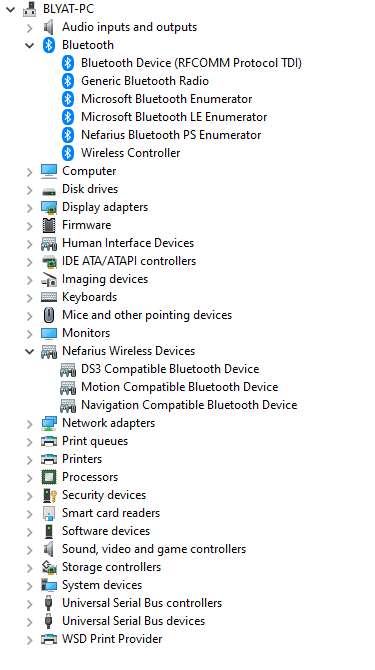 BLYAT-PC
Audio inputs and outputs
Bluetooth
Bluetooth Device (RFCOMM Protocol TDI)
Generic Bluetooth Radio
Microsoft Bluetooth Enumerator
Microsoft Bluetooth LE Enumerator
Nefarius Bluetooth PS Enumerator
Wireless Controller
Computer
Disk drives
Display adapters
Firmware
Human Interface Devices
IDE ATA/ATAPI controllers
Imaging devices
Keyboards
Mice and other pointing devices
Monitors
Nefarius Wireless Devices
DS3 Compatible Bluetooth Device
Motion Compatible Bluetooth Device
Navigation Compatible Bluetooth Device
Network adapters
Print queues
Printers
Processors
Security devices
Smart card readers
Software devices
Sound, video and game controllers
Storage controllers
System devices
Universal Serial Bus controllers
Universal Serial Bus devices
WSD Print Provider